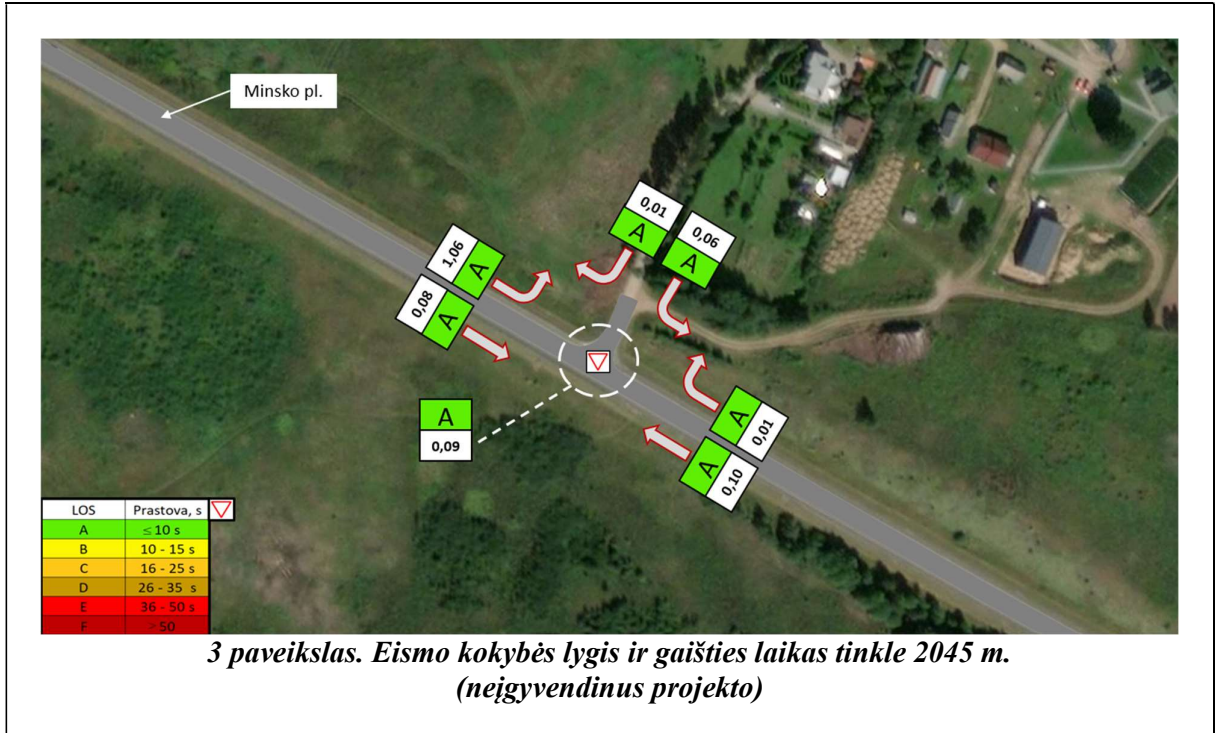 Minsko pl.
0,01
A
0,06
A
1,06
A
0,08
A
A
0,09
A
0,01
A
0,10
LOS Prastova, s
A ≤ 10 s
B 10 - 15 s
C 16 - 25 s
D 26 - 35 s
E 36 - 50 s
F > 50
3 paveikslas. Eismo kokybės lygis ir gaišties laikas tinkle 2045 m.
(neįgyvendinus projekto)